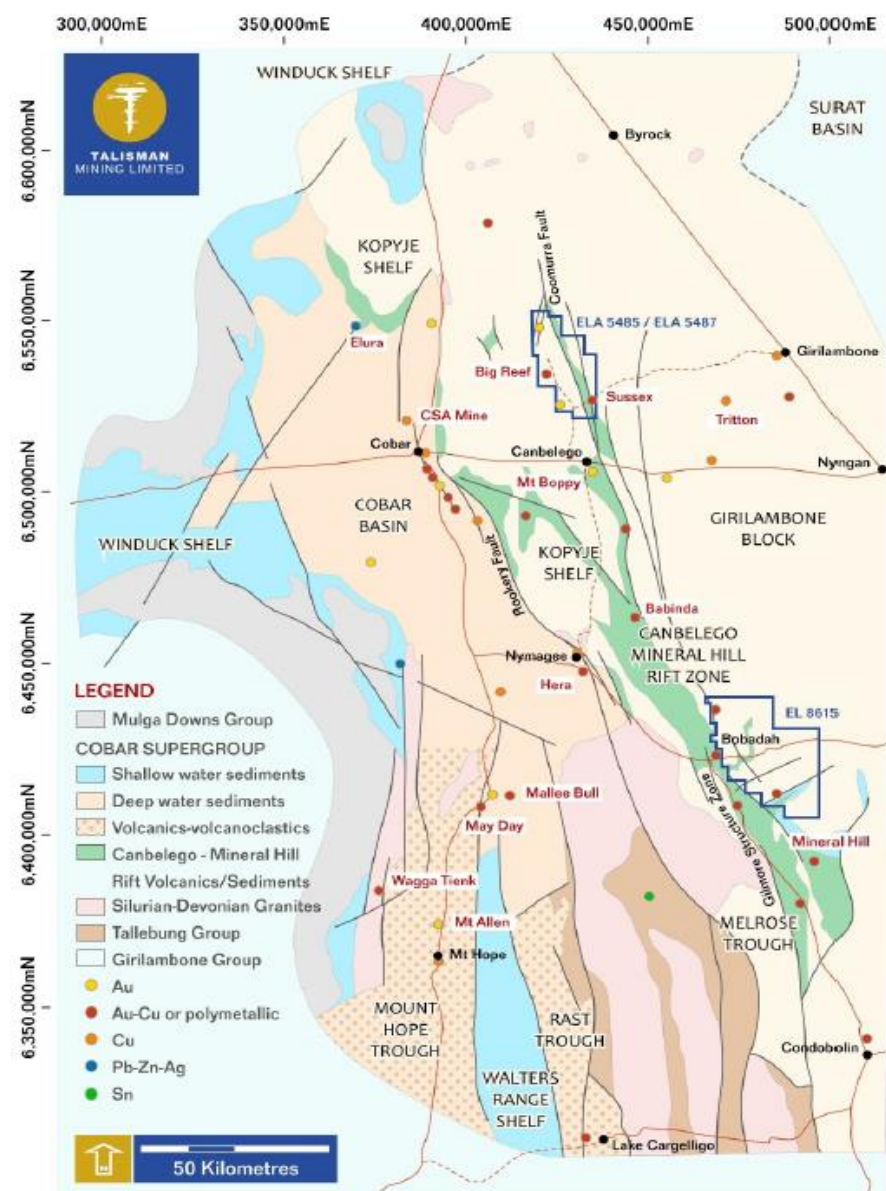 300,000mE
350,000mE
400,000mE
450,000mE
500,000mE
6,600,000mN
6,550,000mN
6,500,000mN
6,450,000mN
6,400,000mN
6,350,000mN
TALISMAN
MINING LIMITED
WINDUCK SHELF
SURAT
BASIN
Byrock
KOPYJE
SHELF
Coomurra Fault
ELA 5485 / ELA 5487
Elura
Girilambone
Big Reef
Sussex
CSA Mine
Tritton
Cobar
Canbelego
Nyngan
Mt Boppy
COBAR
BASIN
GIRILAMBONE
BLOCK
WINDUCK SHELF
KOPYJE
SHELF
Rookery Fault
Babinda
CANBELEGO
MINERAL HILL
RIFT ZONE
Nymagee
Hera
EL 8615
Bobadah
Mallee Bull
May Day
Gilmore Structure Zone
Mineral Hill
Wagga Tienk
Mt Allen
MELROSE
TROUGH
Mt Hope
MOUNT
HOPE
TROUGH
RAST
TROUGH
Condobolin
WALTERS
RANGE
SHELF
Lake Cargelligo
LEGEND
Mulga Downs Group
COBAR SUPERGROUP
Shallow water sediments
Deep water sediments
Volcanics-volcanoclastics
Canbelego - Mineral Hill
Rift Volcanics/Sediments
Silurian-Devonian Granites
Tallebung Group
Girilambone Group
Au
Au-Cu or polymetallic
Cu
Pb-Zn-Ag
Sn
N
50 Kilometres